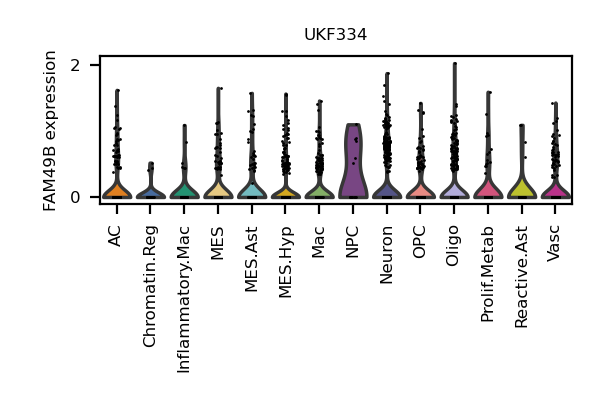 UKF334
FAM49B expression
2
0
AC
Chromatin.Reg
Inflammatory.Mac
MES
MES.Ast
MES.Hyp
Mac
NPC
Neuron
OPC
Oligo
Prolif.Metab
Reactive.Ast
Vasc